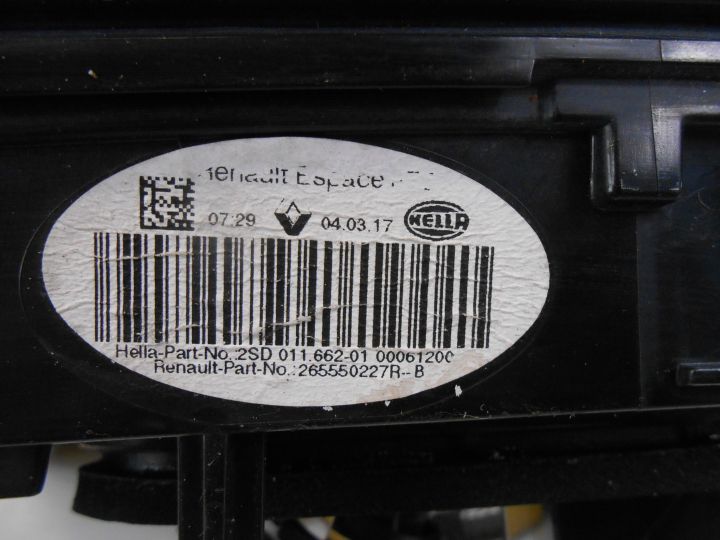 Renault Espace
07:29 04.03.17 HELLA
Hella-Part-No.:2SD 011.662-01 00061200
Renault-Part-No.:265550227R--B